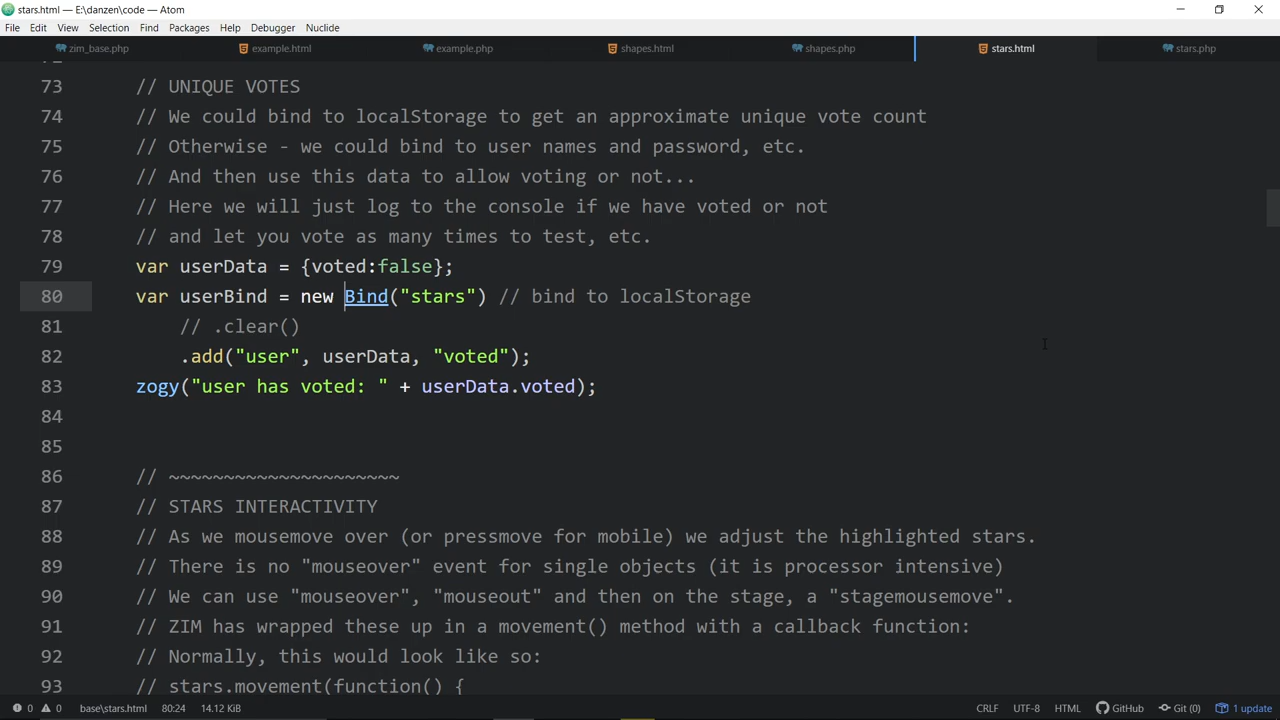 stars.html — E:\danzen\code — Atom
File Edit View Selection Find Packages Help Debugger Nuclide
zim_base.php example.html example.php shapes.html shapes.php stars.html stars.php
73 // UNIQUE VOTES
74 // We could bind to localStorage to get an approximate unique vote count
75 // Otherwise - we could bind to user names and password, etc.
76 // And then use this data to allow voting or not...
77 // Here we will just log to the console if we have voted or not
78 // and let you vote as many times to test, etc.
79 var userData = {voted:false};
80 var userBind = new Bind("stars") // bind to localStorage
81 // .clear()
82 .add("user", userData, "voted");
83 zogy("user has voted: " + userData.voted);
84
85
86 // ~~~~~~~~~~~~~~~~~~~~~
87 // STARS INTERACTIVITY
88 // As we mousemove over (or pressmove for mobile) we adjust the highlighted stars.
89 // There is no "mouseover" event for single objects (it is processor intensive)
90 // We can use "mouseover", "mouseout" and then on the stage, a "stagemousemove".
91 // ZIM has wrapped these up in a movement() method with a callback function:
92 // Normally, this would look like so:
93 // stars.movement(function() {
0 0 base\stars.html 80:24 14.12 KiB CRLF UTF-8 HTML GitHub Git (0) 1 update